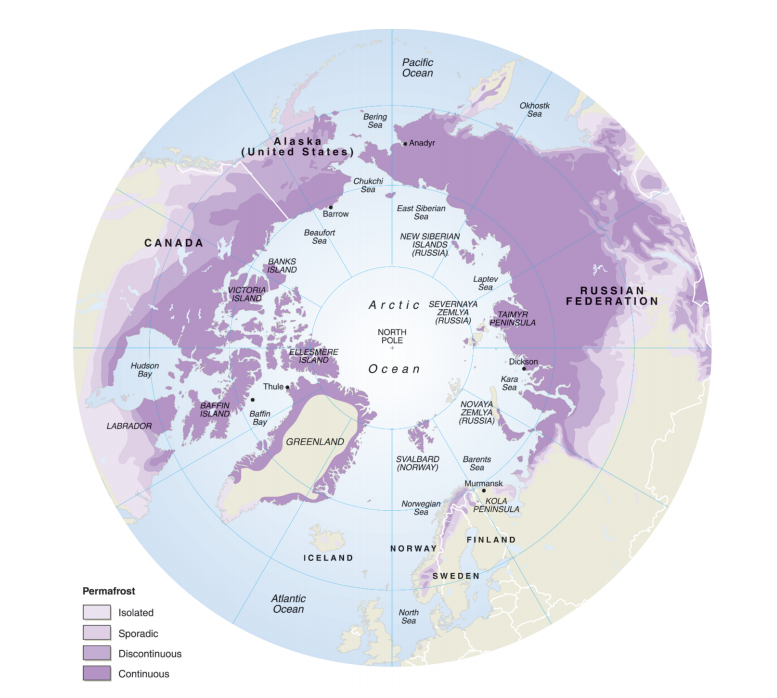 Pacific
Ocean
Okhostk
Sea
Bering
Sea
Alaska
(United States)
Anadyr
Chukchi
Sea
Barrow
East Siberian
Sea
Beaufort
Sea
CANADA
NEW SIBERIAN
ISLANDS
(RUSSIA)
BANKS
ISLAND
VICTORIA
ISLAND
Laptev
Sea
RUSSIAN
FEDERATION
Arctic
SEVERNAYA
ZEMLYA
(RUSSIA)
TAIMYR
PENINSULA
NORTH
POLE
ELLESMERE
ISLAND
Ocean
Dickson
Hudson
Bay
Kara
Sea
Thule
BAFFIN
ISLAND
Baffin
Bay
NOVAYA
ZEMLYA
(RUSSIA)
LABRADOR
GREENLAND
SVALBARD
(NORWAY)
Barents
Sea
Murmansk
KOLA
PENINSULA
Norwegian
Sea
FINLAND
NORWAY
ICELAND
SWEDEN
Atlantic
Ocean
North
Sea
Permafrost
Isolated
Sporadic
Discontinuous
Continuous